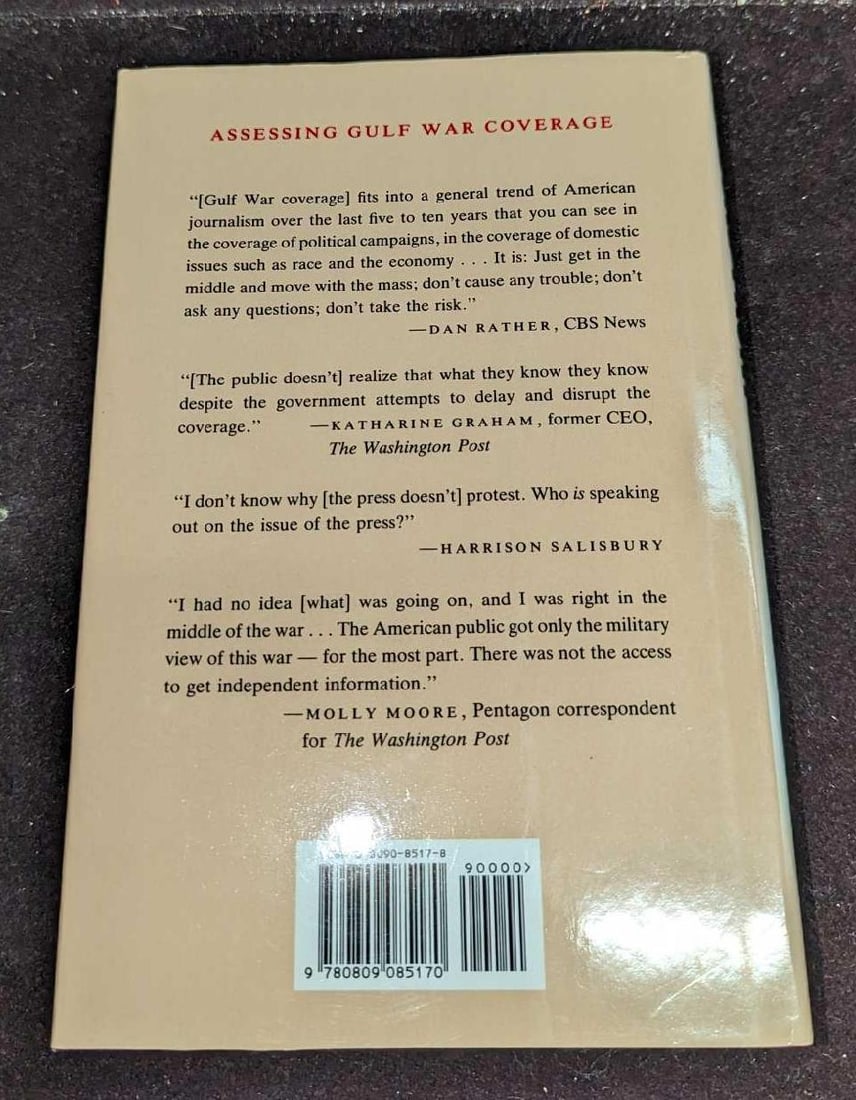 ASSESSING GULF WAR COVERAGE
“[Gulf War coverage] fits into a general trend of American
journalism over the last five to ten years that you can see in
the coverage of political campaigns, in the coverage of domestic
issues such as race and the economy . . . It is: Just get in the
middle and move with the mass; don’t cause any trouble; don’t
ask any questions; don’t take the risk.”
—DAN RATHER, CBS News
“[The public doesn’t] realize that what they know they know
despite the government attempts to delay and disrupt the
coverage.” —KATHARINE GRAHAM, former CEO,
The Washington Post
“I don’t know why [the press doesn’t] protest. Who is speaking
out on the issue of the press?”
—HARRISON SALISBURY
“I had no idea [what] was going on, and I was right in the
middle of the war . . . The American public got only the military
view of this war — for the most part. There was not the access
to get independent information.”
—MOLLY MOORE, Pentagon correspondent
for The Washington Post
90000>
9 780809 085170